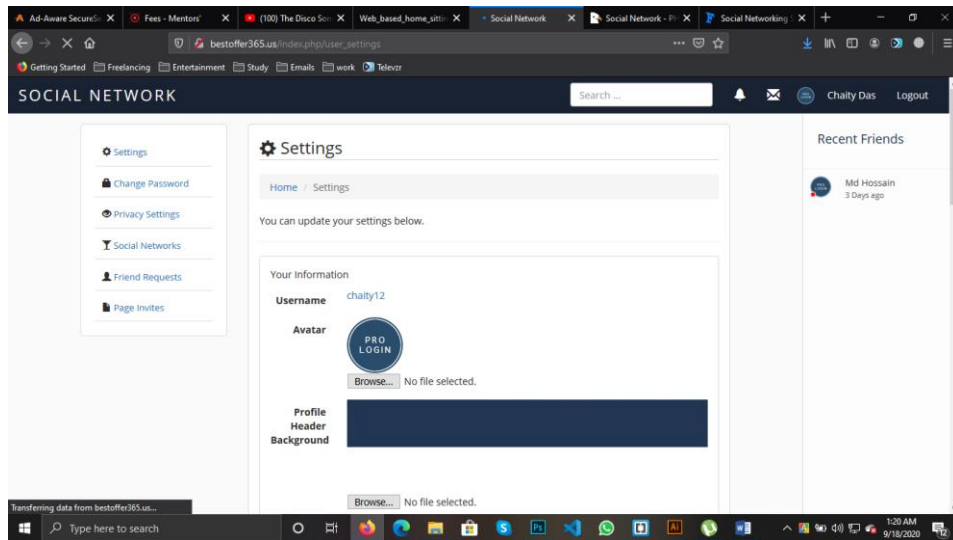 Ad-Aware SecureSe
Fees - Mentors'
(100) The Disco Son
Web_based_home_sittin
Social Network
Social Network - Ph
Social Networking S
bestoffer365.us/index.php/user_settings
Getting Started Freelancing Entertainment Study Emails work Televzr
SOCIAL NETWORK
Search ...
Chaity Das Logout
Settings
Change Password
Privacy Settings
Social Networks
Friend Requests
Page Invites
Settings
Home / Settings
You can update your settings below.
Your Information
Username chaity12
Avatar
PRO
LOGIN
Browse... No file selected.
Profile
Header
Background
Browse... No file selected.
Recent Friends
Md Hossain
3 Days ago
Transferring data from bestoffer365.us...
Type here to search
1:20 AM
9/18/2020